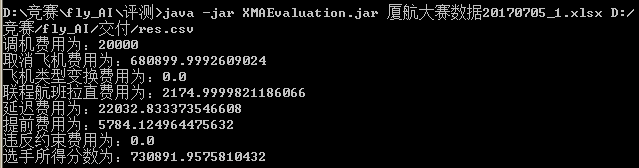 D:\竞赛\fly_AI\评测>java -jar XMAEvaluation.jar 厦航大赛数据20170705_1.xlsx D:/
竞赛/fly_AI/交付/res.csv
调机费用为：20000
取消飞机费用为：680899.9992609024
飞机类型变换费用为：0.0
联程航班拉直费用为：2174.9999821186066
延迟费用为：22032.833373546608
提前费用为：5784.124964475632
违反约束费用为：0.0
选手所得分数为：730891.9575810432